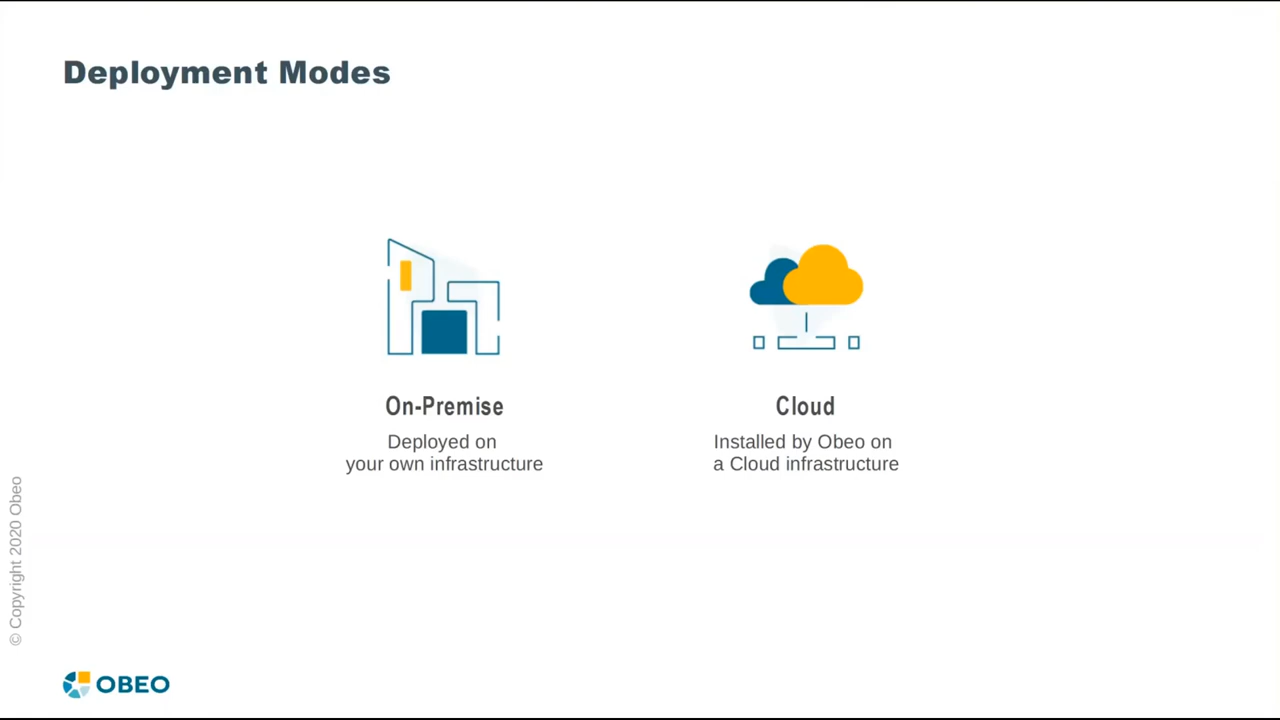 Deployment Modes
On-Premise
Deployed on
your own infrastructure
Cloud
Installed by Obeo on
a Cloud infrastructure
© Copyright 2020 Obeo
OBEO